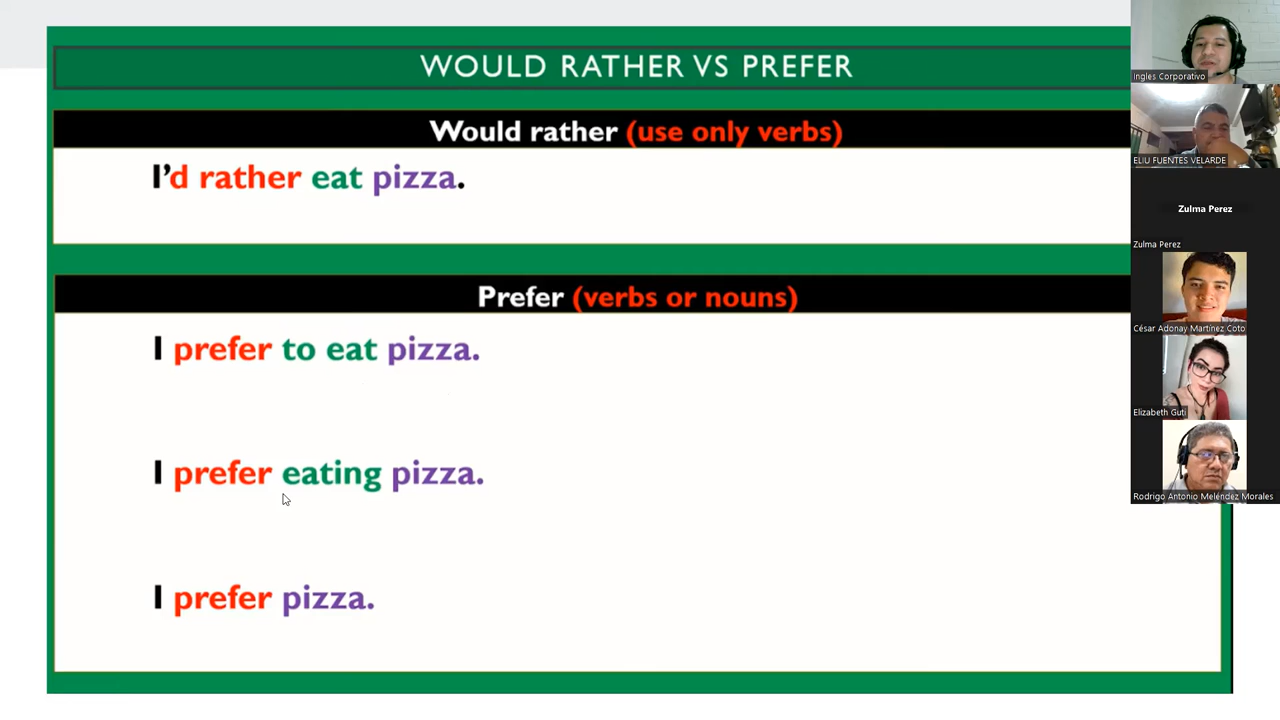 WOULD RATHER VS PREFER
Would rather (use only verbs)
I'd rather eat pizza.
Prefer (verbs or nouns)
I prefer to eat pizza.
I prefer eating pizza.
I prefer pizza.
Ingles Corporativo
ELIU FUENTES VELARDE
Zulma Perez
Zulma Perez
César Adonay Martínez Coto
Elizabeth Guti
Rodrigo Antonio Meléndez Morales